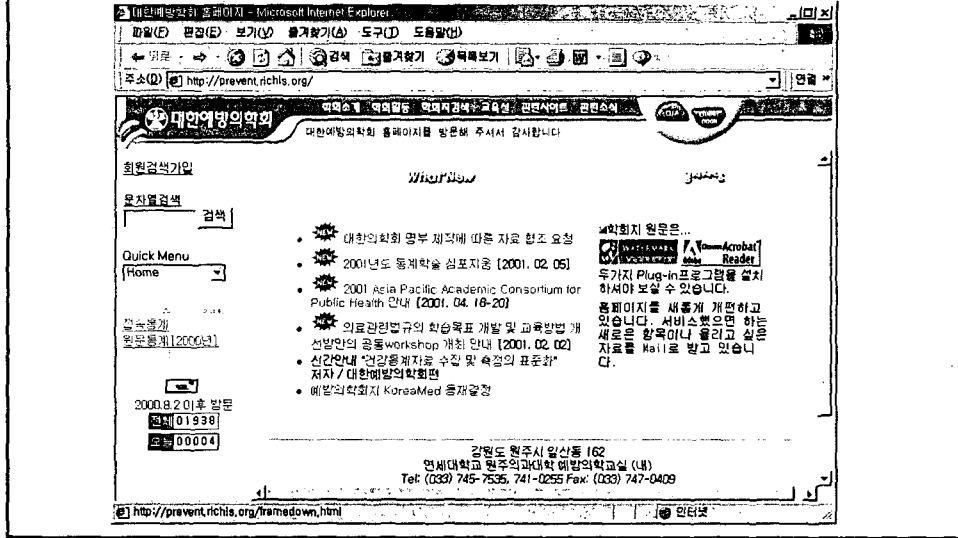 대한예방의학회 홈페이지 - Microsoft Internet Explorer
파일(F) 편집(E) 보기(V) 즐겨찾기(A) 도구(T) 도움말(H)
뒤로 검색 즐겨찾기 목록보기
주소(D) http://prevent.richis.org/ 연결 »
학회소개 학회활동 학회지검색 교육실 관련사이트 관련소식
대한예방의학회
대한예방의학회 홈페이지를 방문해 주셔서 감사합니다
회원검색가입
문자열검색
검색
Quick Menu
Home
접속통계
원문통계[2000년]
2000.8.2 이후 방문
전체 01938
오늘 00004
What'New
NEW 대한의학회 명부 제작에 따른 자료 협조 요청
NEW 2001년도 동계학술 심포지움 [2001. 02. 05]
NEW 2001 Asia Pacific Academic Consortium for
Public Health 안내 [2001. 04. 16-20]
NEW 의료관련법규의 학습목표 개발 및 교육방법 개
선방안의 공동workshop 개최 안내 [2001. 02. 02]
신간안내 "건강통계자료 수집 및 측정의 표준화"
저자 / 대한예방의학회편
예방의학회지 KoreaMed 등재결정
학회지 원문은...
Acrobat
Reader
두가지 Plug-in프로그램을 설치
하셔야 보실 수 있습니다.
홈페이지를 새롭게 개편하고
있습니다. 서비스했으면 하는
새로운 항목이나 올리고 싶은
자료를 Mail로 받고 있습니
다.
강원도 원주시 일산동 162
연세대학교 원주의과대학 예방의학교실 (내)
Tel: (033) 745-7535, 741-0255 Fax: (033) 747-0409
http://prevent.richis.org/framedown.html 인터넷